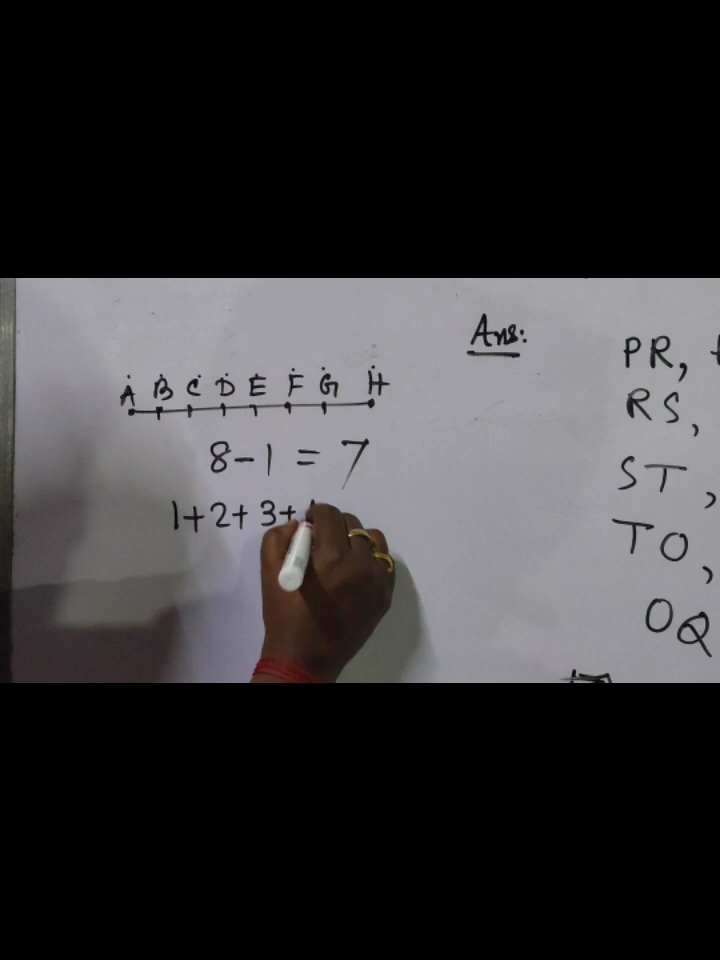 A B C D E F G H
8-1 = 7
1+2+3+
Ans:
PR,
RS,
ST,
TO,
OQ